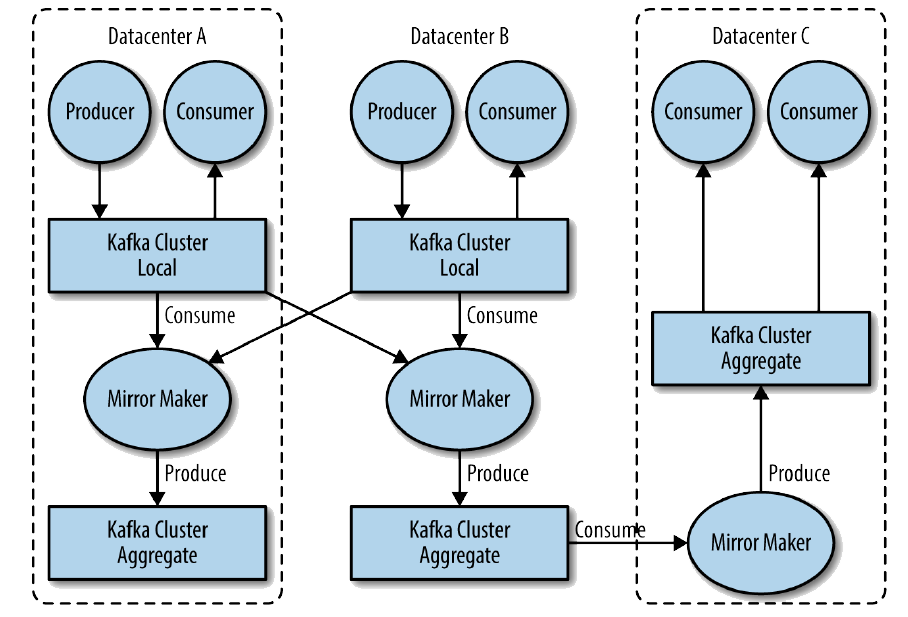 Datacenter A
Producer
Consumer
Kafka Cluster
Local
Consume
Mirror Maker
Produce
Kafka Cluster
Aggregate
Datacenter B
Producer
Consumer
Kafka Cluster
Local
Consume
Mirror Maker
Produce
Kafka Cluster
Aggregate
Consume
Datacenter C
Consumer
Consumer
Kafka Cluster
Aggregate
Produce
Mirror Maker